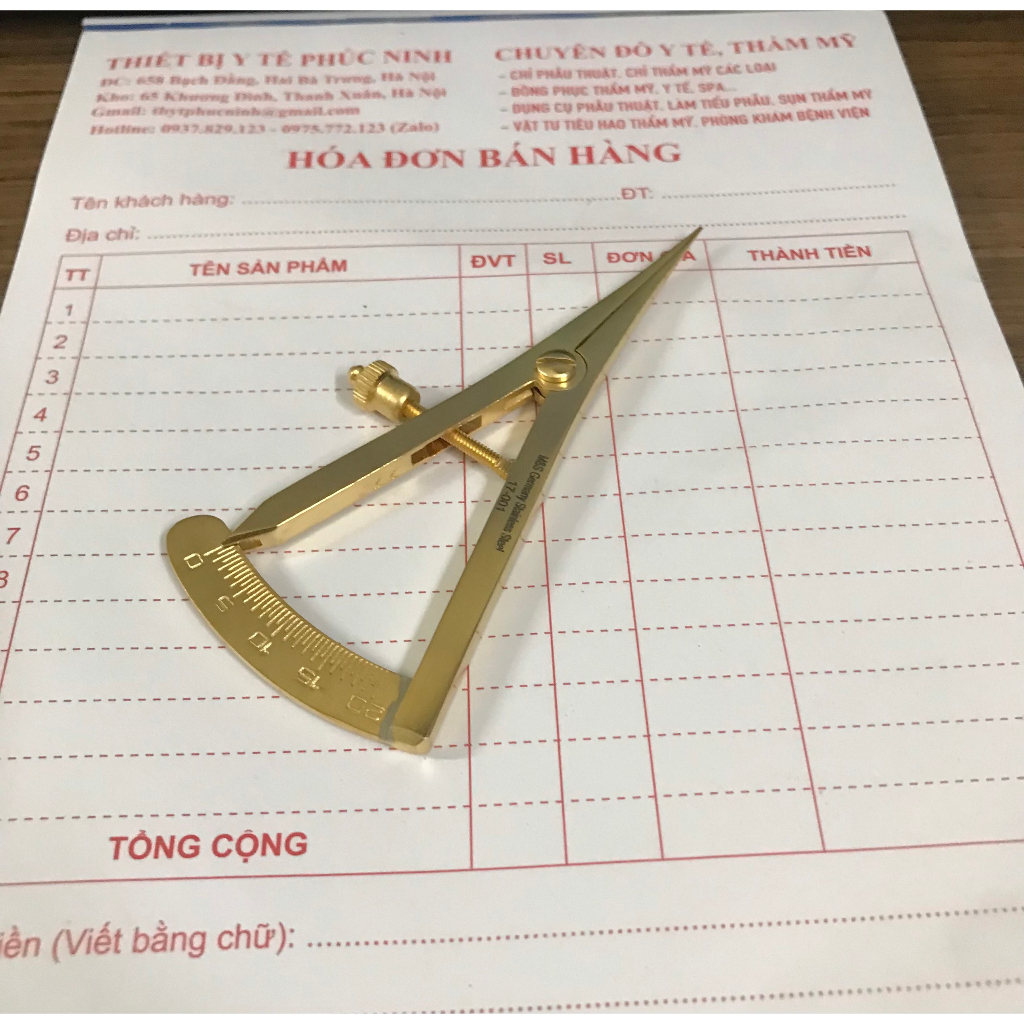 THIẾT BỊ Y TẾ PHÚC NINH
ĐC: 658 Bạch Đằng, Hai Bà Trưng, Hà Nội
Kho: 65 Khương Đình, Thanh Xuân, Hà Nội
Gmail: tbytphucninh@gmail.com
Hotline: 0937.829.123 - 0975.772.123 (Zalo)
CHUYÊN ĐỒ Y TẾ, THẨM MỸ
- CHỈ PHẪU THUẬT, CHỈ THẨM MỸ CÁC LOẠI
- ĐỒNG PHỤC THẨM MỸ, Y TẾ, SPA...
- DỤNG CỤ PHẪU THUẬT, LÀM TIỂU PHẪU, SỤN THẨM MỸ
- VẬT TƯ TIÊU HAO THẨM MỸ, PHÒNG KHÁM BỆNH VIỆN
HÓA ĐƠN BÁN HÀNG
Tên khách hàng: ĐT:
Địa chỉ:
TT TÊN SẢN PHẨM ĐVT SL ĐƠN THÀNH TIỀN
1
2
3
4
5
6
7
8
M&S Germany Stainless Steel
17-001
0 5 10 15 20
TỔNG CỘNG
iền (Viết bằng chữ):